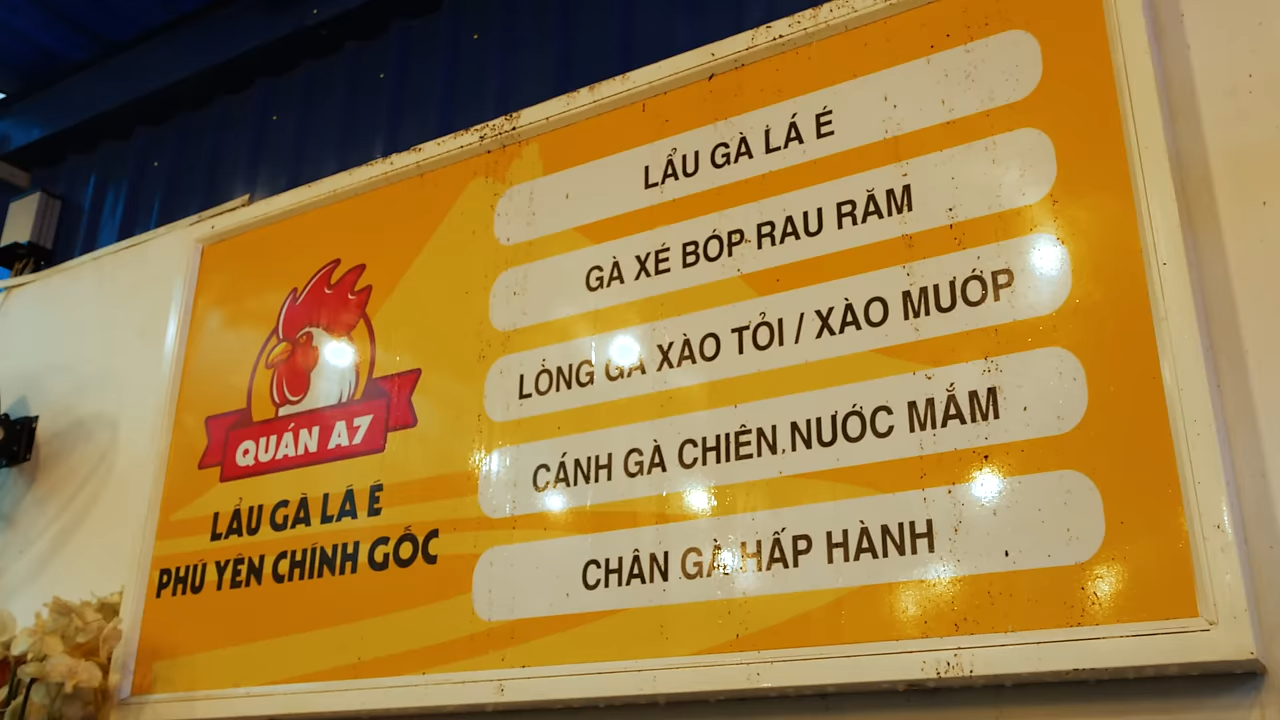 QUÁN A7
LẨU GÀ LÁ É
PHÚ YÊN CHÍNH GỐC
LẨU GÀ LÁ É
GÀ XÉ BÓP RAU RĂM
LÒNG GÀ XÀO TỎI / XÀO MƯỚP
CÁNH GÀ CHIÊN NƯỚC MẮM
CHÂN GÀ HẤP HÀNH